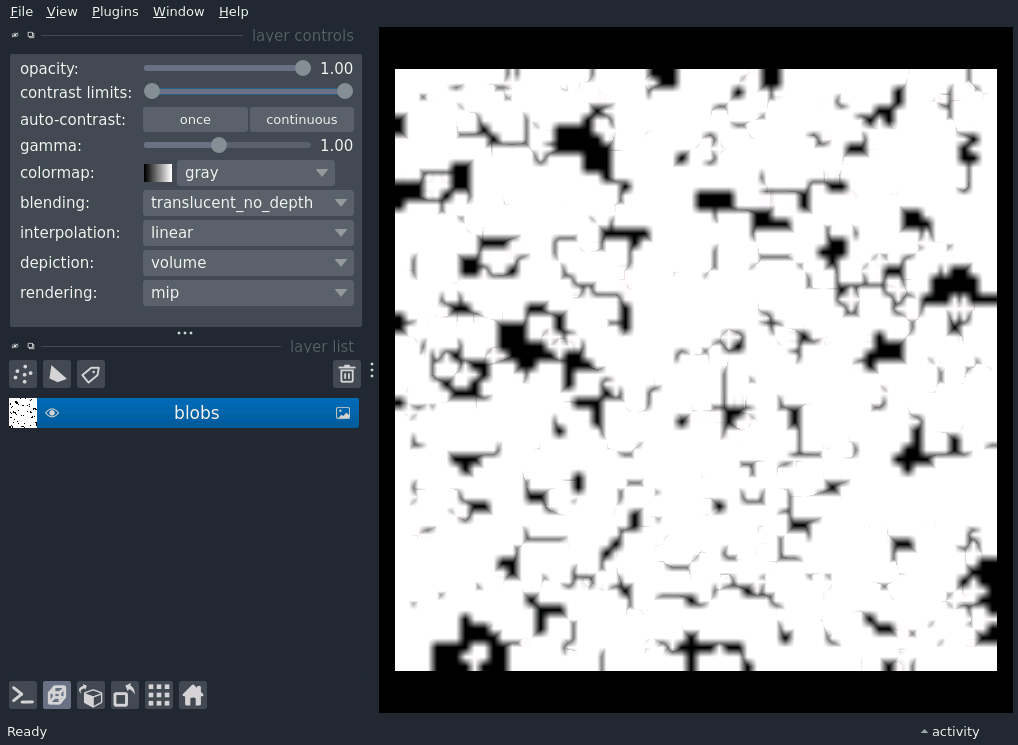 File View Plugins Window Help
layer controls
opacity: 1.00
contrast limits:
auto-contrast: once continuous
gamma: 1.00
colormap: gray
blending: translucent_no_depth
interpolation: linear
depiction: volume
rendering: mip
layer list
blobs
Ready
activity